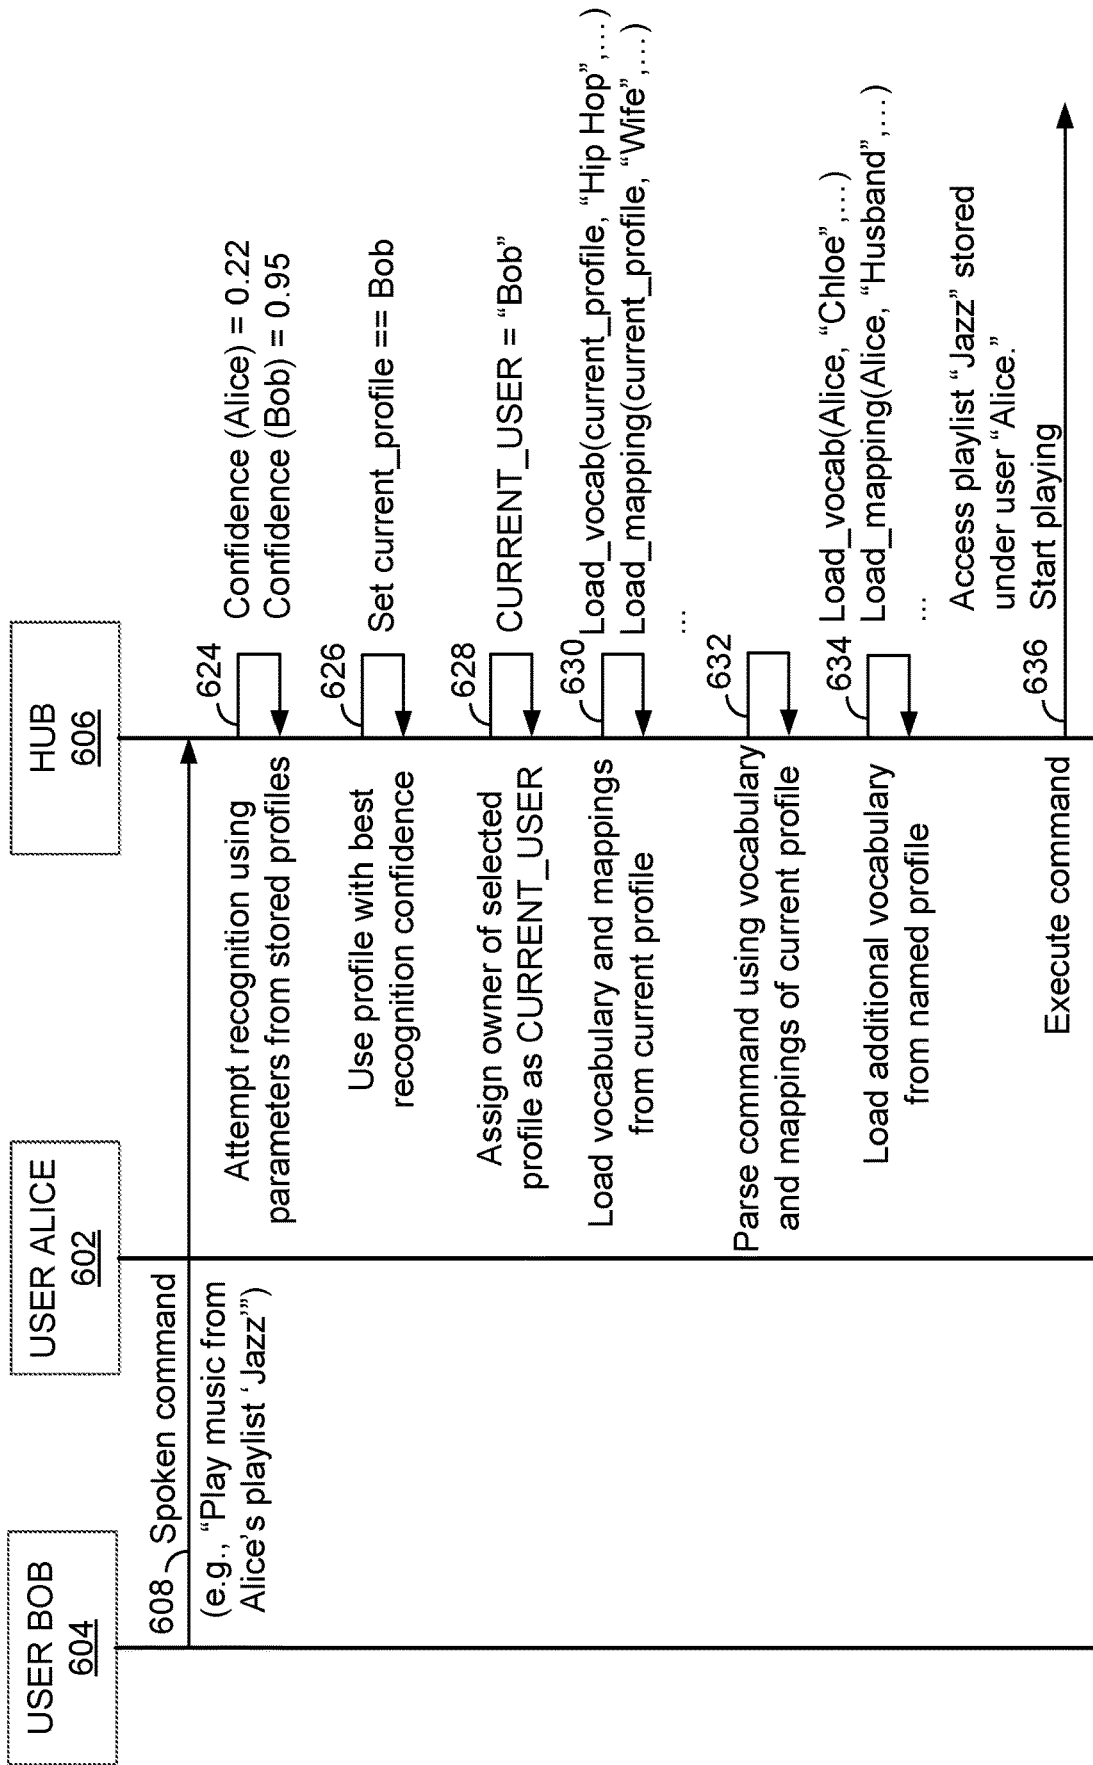 USER BOB
604
USER ALICE
602
HUB
606
608
Spoken command
(e.g., “Play music from
Alice’s playlist ‘Jazz’”)
Attempt recognition using
parameters from stored profiles
624
Confidence (Alice) = 0.22
Confidence (Bob) = 0.95
Use profile with best
recognition confidence
626
Set current_profile == Bob
Assign owner of selected
profile as CURRENT_USER
628
CURRENT_USER = “Bob”
Load vocabulary and mappings
from current profile
630
Load_vocab(current_profile, “Hip Hop”,...)
Load_mapping(current_profile, “Wife”,...)
...
Parse command using vocabulary
and mappings of current profile
632
Load additional vocabulary
from named profile
634
Load_vocab(Alice, “Chloe”,...)
Load_mapping(Alice, “Husband”,...)
...
Execute command
636
Access playlist “Jazz” stored
under user “Alice.”
Start playing